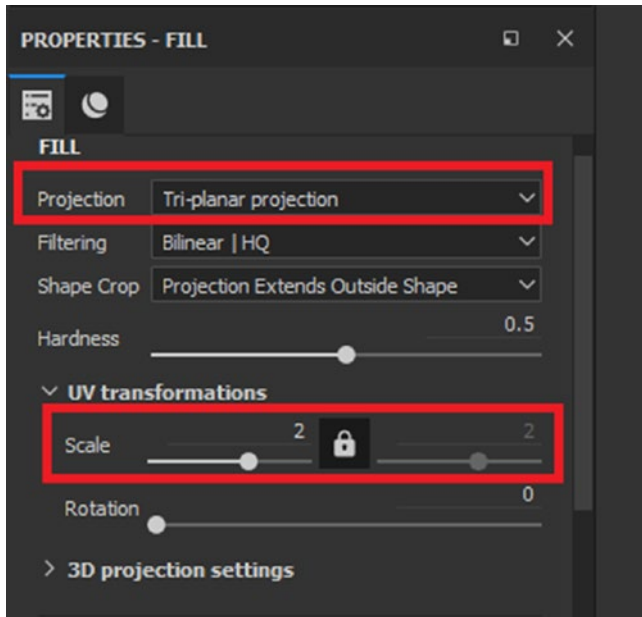 PROPERTIES - FILL
FILL
Projection Tri-planar projection
Filtering Bilinear | HQ
Shape Crop Projection Extends Outside Shape
Hardness 0.5
UV transformations
Scale 2 2
Rotation 0
3D projection settings